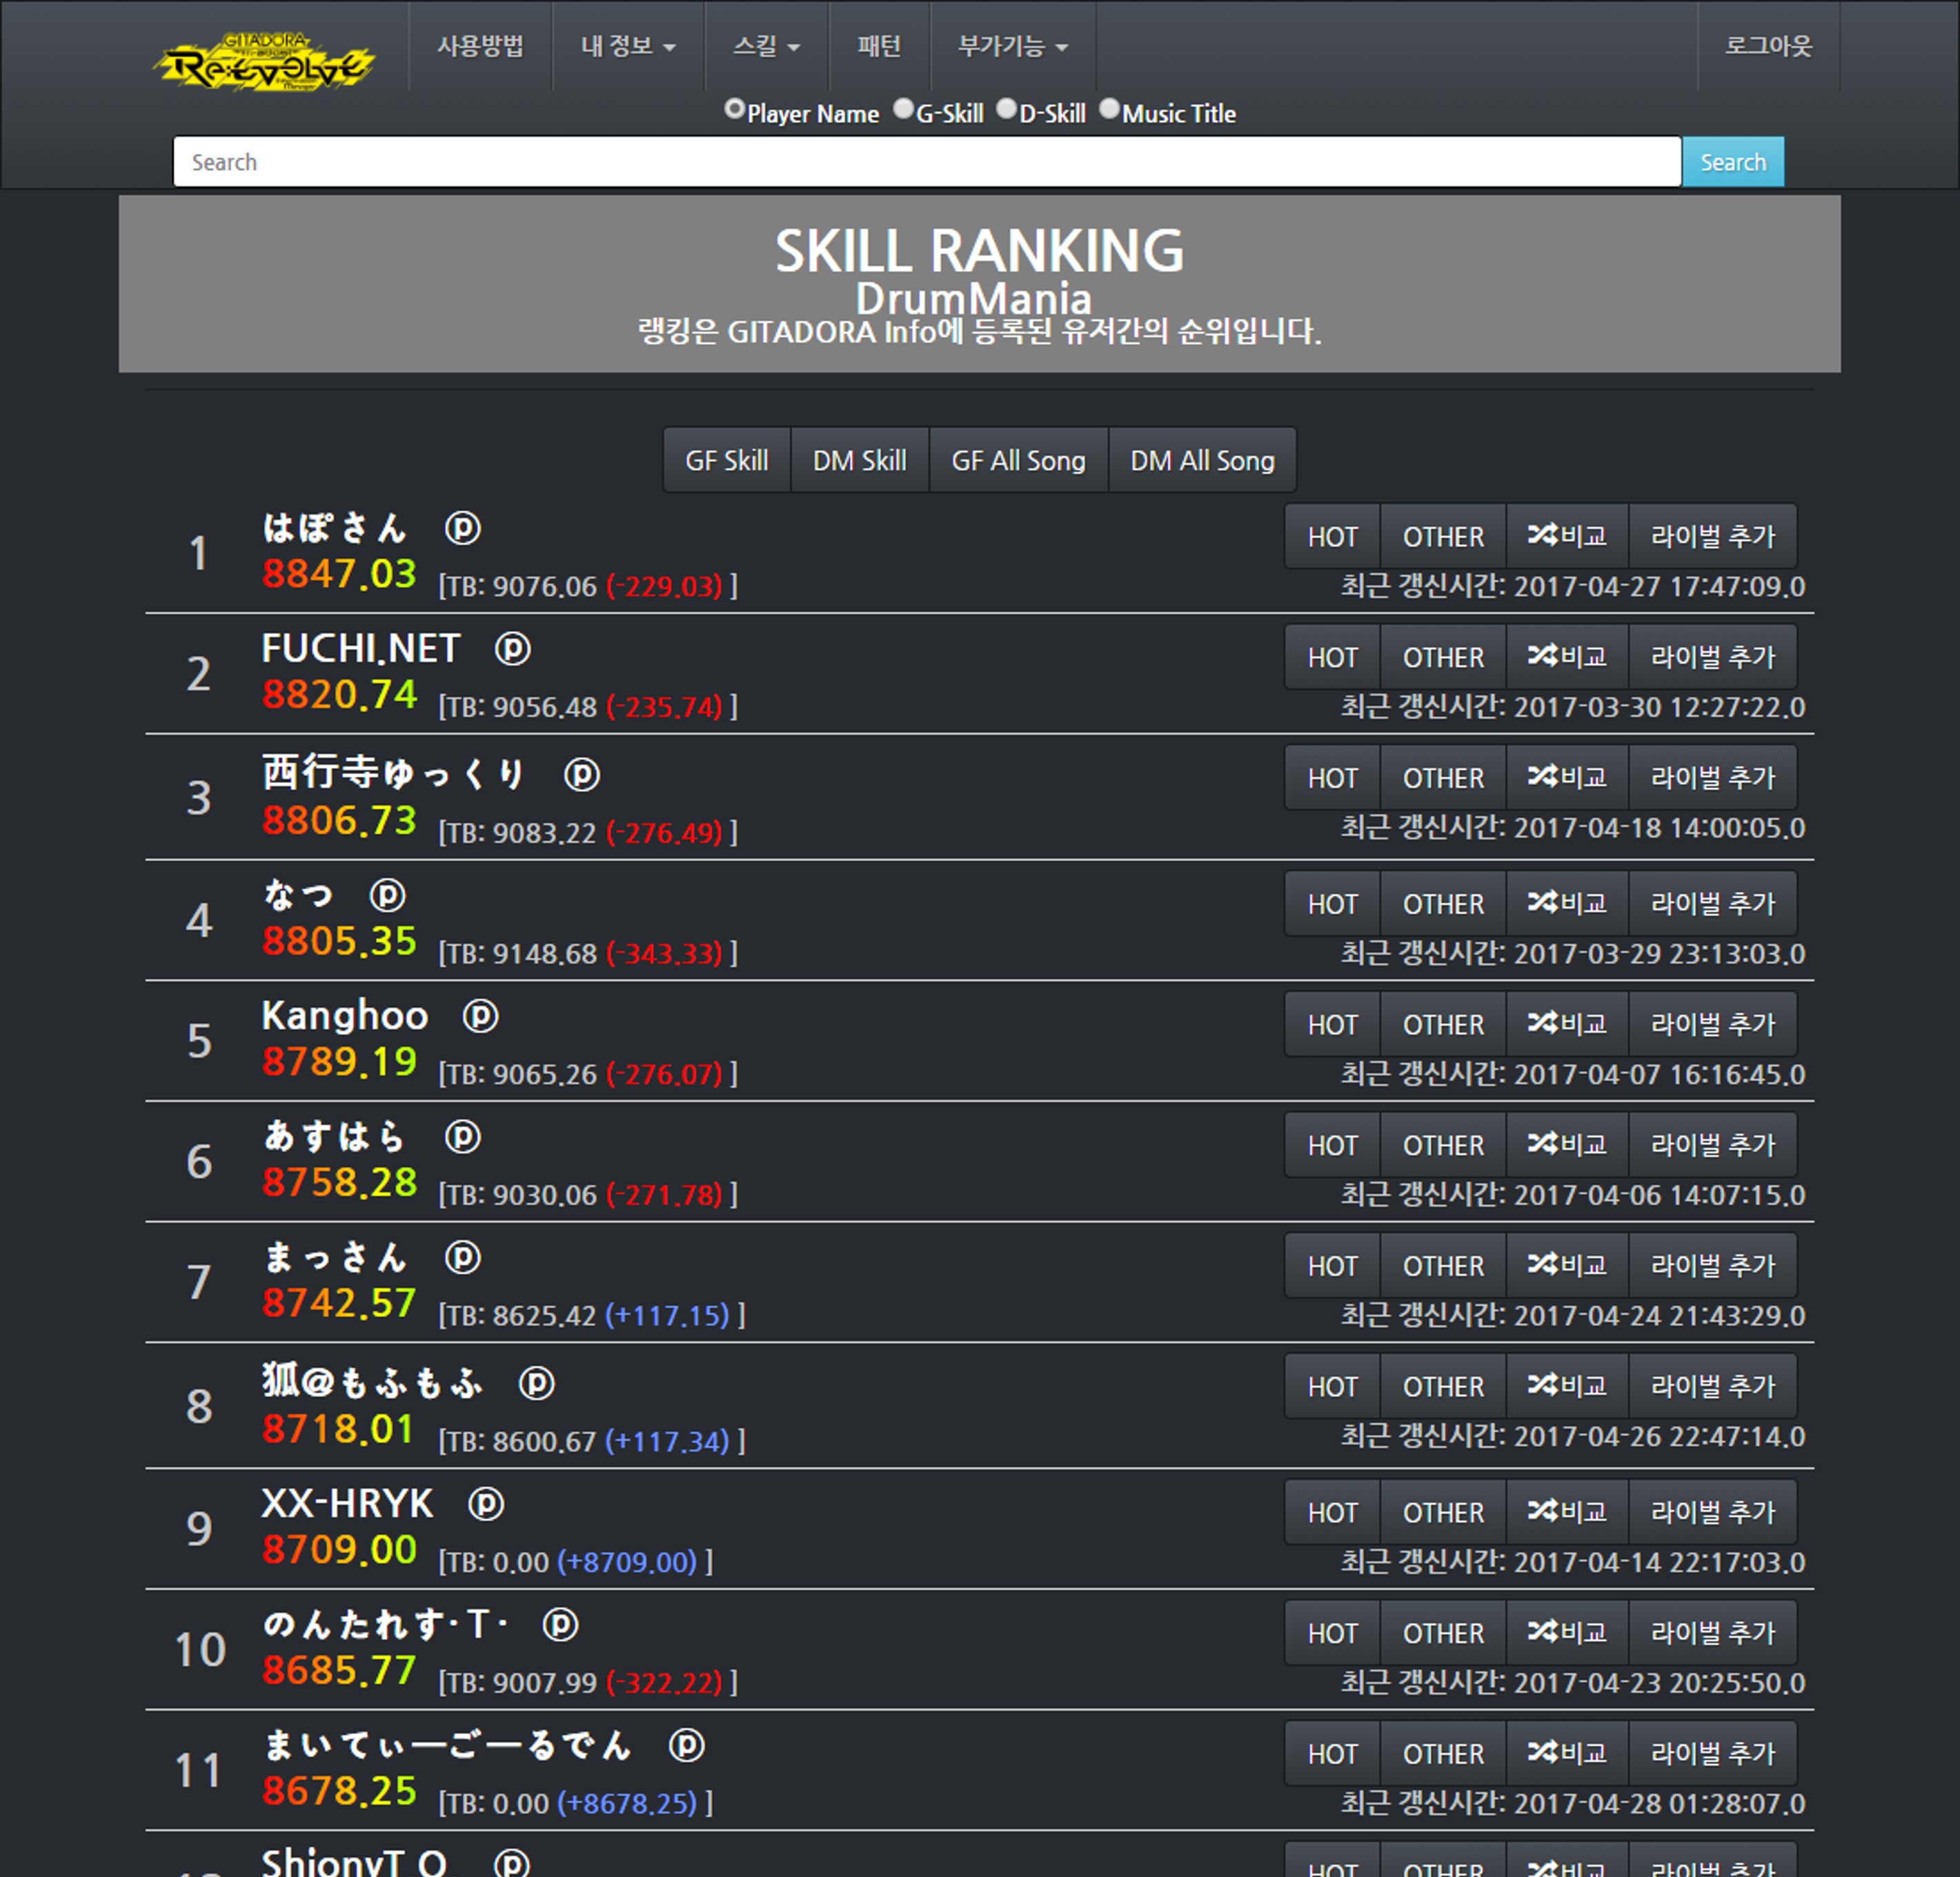 GITADORA
Re:EVOLVE
사용방법 내 정보 스킬 패턴 부가기능 로그아웃
Player Name G-Skill D-Skill Music Title
Search Search
SKILL RANKING
DrumMania
랭킹은 GITADORA Info에 등록된 유저간의 순위입니다.
GF Skill DM Skill GF All Song DM All Song
1 はぽさん ⓟ HOT OTHER 비교 라이벌 추가
8847.03 [TB: 9076.06 (-229.03) ] 최근 갱신시간: 2017-04-27 17:47:09.0
2 FUCHI.NET ⓟ HOT OTHER 비교 라이벌 추가
8820.74 [TB: 9056.48 (-235.74) ] 최근 갱신시간: 2017-03-30 12:27:22.0
3 西行寺ゆっくり ⓟ HOT OTHER 비교 라이벌 추가
8806.73 [TB: 9083.22 (-276.49) ] 최근 갱신시간: 2017-04-18 14:00:05.0
4 なつ ⓟ HOT OTHER 비교 라이벌 추가
8805.35 [TB: 9148.68 (-343.33) ] 최근 갱신시간: 2017-03-29 23:13:03.0
5 Kanghoo ⓟ HOT OTHER 비교 라이벌 추가
8789.19 [TB: 9065.26 (-276.07) ] 최근 갱신시간: 2017-04-07 16:16:45.0
6 あすはら ⓟ HOT OTHER 비교 라이벌 추가
8758.28 [TB: 9030.06 (-271.78) ] 최근 갱신시간: 2017-04-06 14:07:15.0
7 まっさん ⓟ HOT OTHER 비교 라이벌 추가
8742.57 [TB: 8625.42 (+117.15) ] 최근 갱신시간: 2017-04-24 21:43:29.0
8 狐@もふもふ ⓟ HOT OTHER 비교 라이벌 추가
8718.01 [TB: 8600.67 (+117.34) ] 최근 갱신시간: 2017-04-26 22:47:14.0
9 XX-HRYK ⓟ HOT OTHER 비교 라이벌 추가
8709.00 [TB: 0.00 (+8709.00) ] 최근 갱신시간: 2017-04-14 22:17:03.0
10 のんたれす·T· ⓟ HOT OTHER 비교 라이벌 추가
8685.77 [TB: 9007.99 (-322.22) ] 최근 갱신시간: 2017-04-23 20:25:50.0
11 まいてぃーごーるでん ⓟ HOT OTHER 비교 라이벌 추가
8678.25 [TB: 0.00 (+8678.25) ] 최근 갱신시간: 2017-04-28 01:28:07.0
ShionyT_O ⓟ HOT OTHER 비교 라이벌 추가